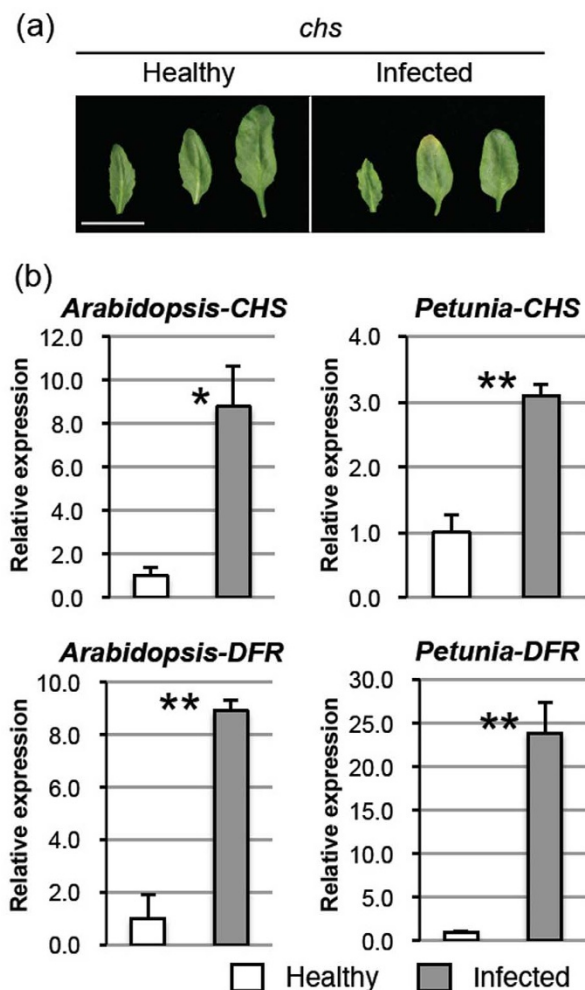 (a)
chs
Healthy Infected
(b)
Arabidopsis-CHS
Relative expression
12.0
10.0
8.0
6.0
4.0
2.0
0.0
*
Petunia-CHS
Relative expression
4.0
3.0
2.0
1.0
0.0
**
Arabidopsis-DFR
Relative expression
10.0
8.0
6.0
4.0
2.0
0.0
**
Petunia-DFR
Relative expression
30.0
25.0
20.0
15.0
10.0
5.0
0.0
**
Healthy Infected